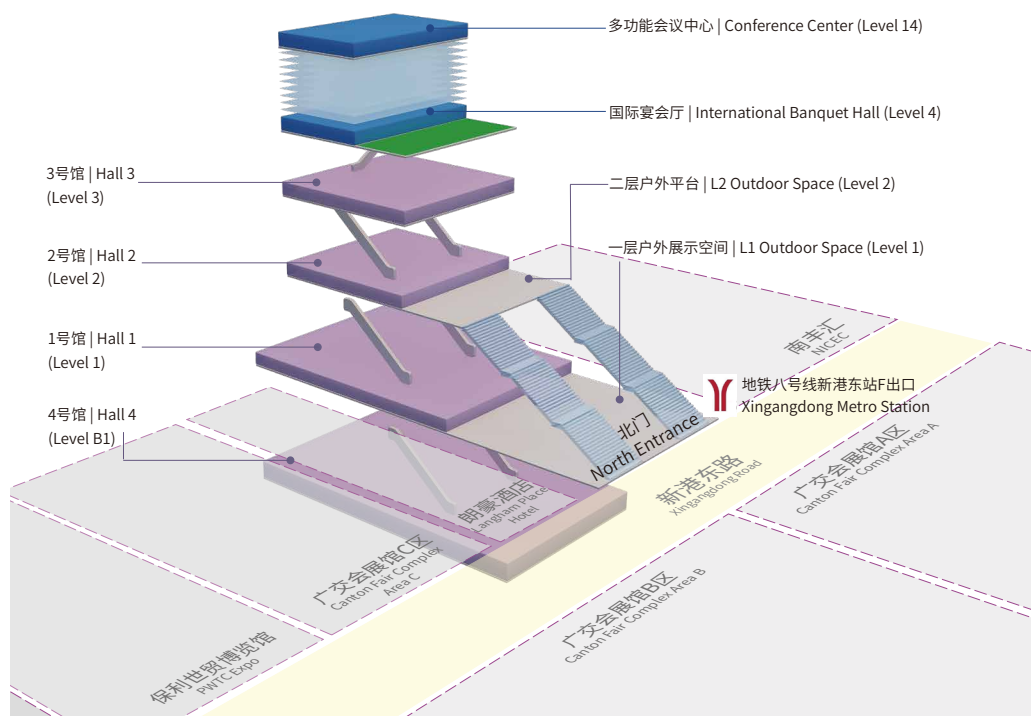 多功能会议中心 | Conference Center (Level 14)
国际宴会厅 | International Banquet Hall (Level 4)
3号馆 | Hall 3
(Level 3)
二层户外平台 | L2 Outdoor Space (Level 2)
2号馆 | Hall 2
(Level 2)
一层户外展示空间 | L1 Outdoor Space (Level 1)
1号馆 | Hall 1
(Level 1)
南丰汇
NICEC
地铁八号线新港东站F出口
Xingangdong Metro Station
4号馆 | Hall 4
(Level B1)
北门
North Entrance
朗豪酒店
Langham Place
Hotel
新港东路
Xingangdong Road
广交会展馆A区
Canton Fair Complex Area A
广交会展馆C区
Canton Fair Complex
Area C
广交会展馆B区
Canton Fair Complex Area B
保利世贸博览馆
PWTC Expo